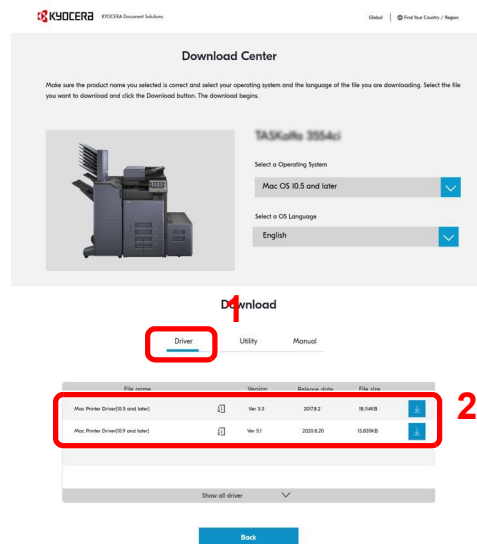 KYOCERA KYOCERA Document Solutions Global Find Your Country / Region
Download Center
Make sure the product name you selected is correct and select your operating system and the language of the file you are downloading. Select the file
you want to download and click the Download button. The download begins.
TASKalfa 3554ci
Select a Operating System
Mac OS 10.5 and later
Select a OS Language
English
Download
1
Driver Utility Manual
File name Version Release date File size
Mac Printer Driver(10.5 and later) Ver 3.3 2017.8.2 18,114KB
2
Mac Printer Driver(10.9 and later) Ver 5.1 2020.8.20 13,835KB
Show all driver
Back